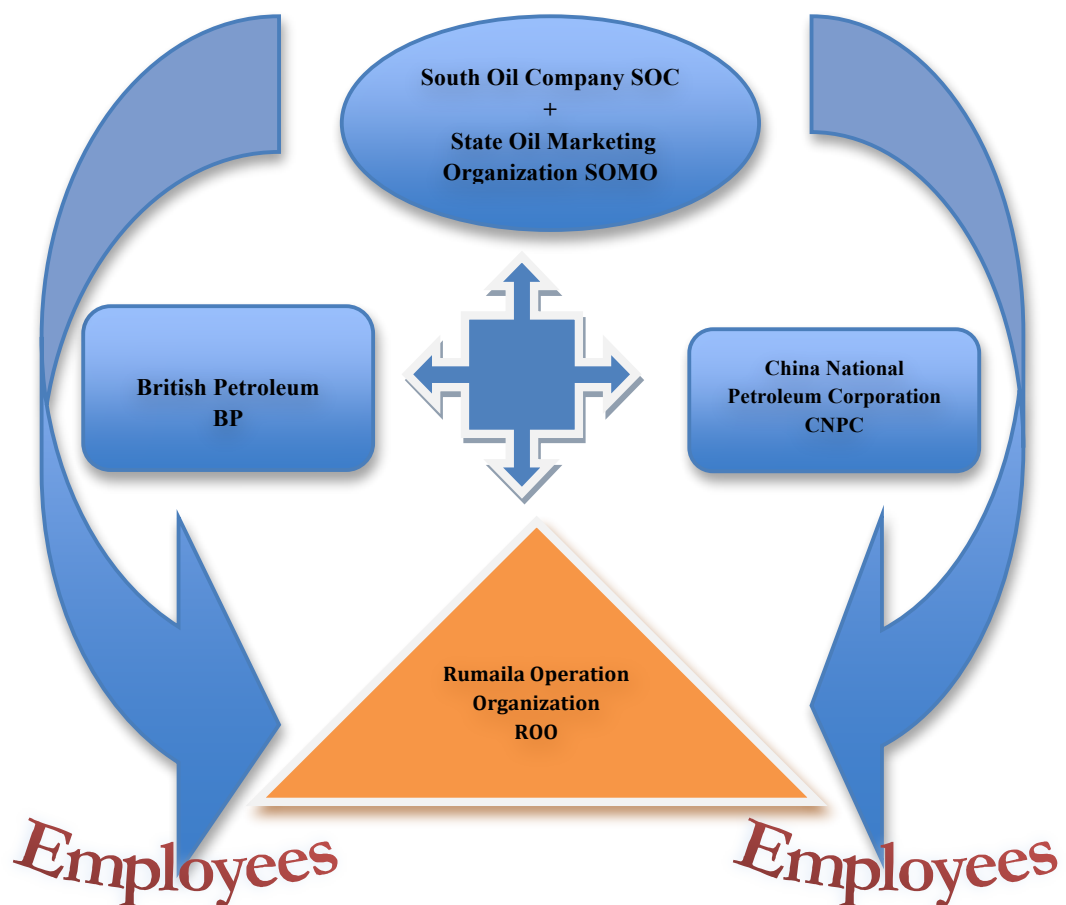 South Oil Company SOC
+
State Oil Marketing
Organization SOMO
British Petroleum
BP
China National
Petroleum Corporation
CNPC
Rumaila Operation
Organization
ROO
Employees
Employees